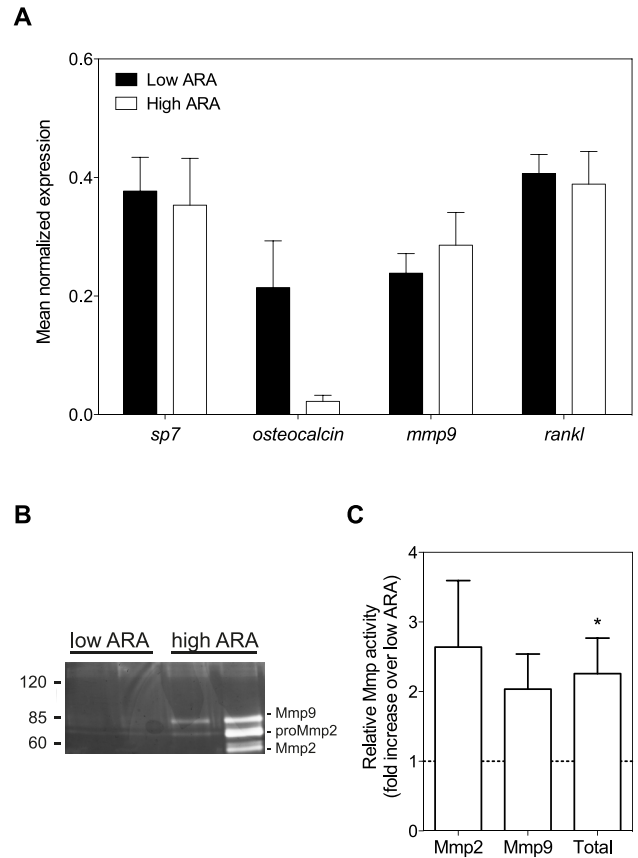 A
0.6
0.4
0.2
0.0
Mean normalized expression
Low ARA
High ARA
sp7 osteocalcin mmp9 rankl
B
low ARA high ARA
120
85
60
Mmp9
proMmp2
Mmp2
C
4
3
2
1
0
Relative Mmp activity
(fold increase over low ARA)
*
Mmp2 Mmp9 Total